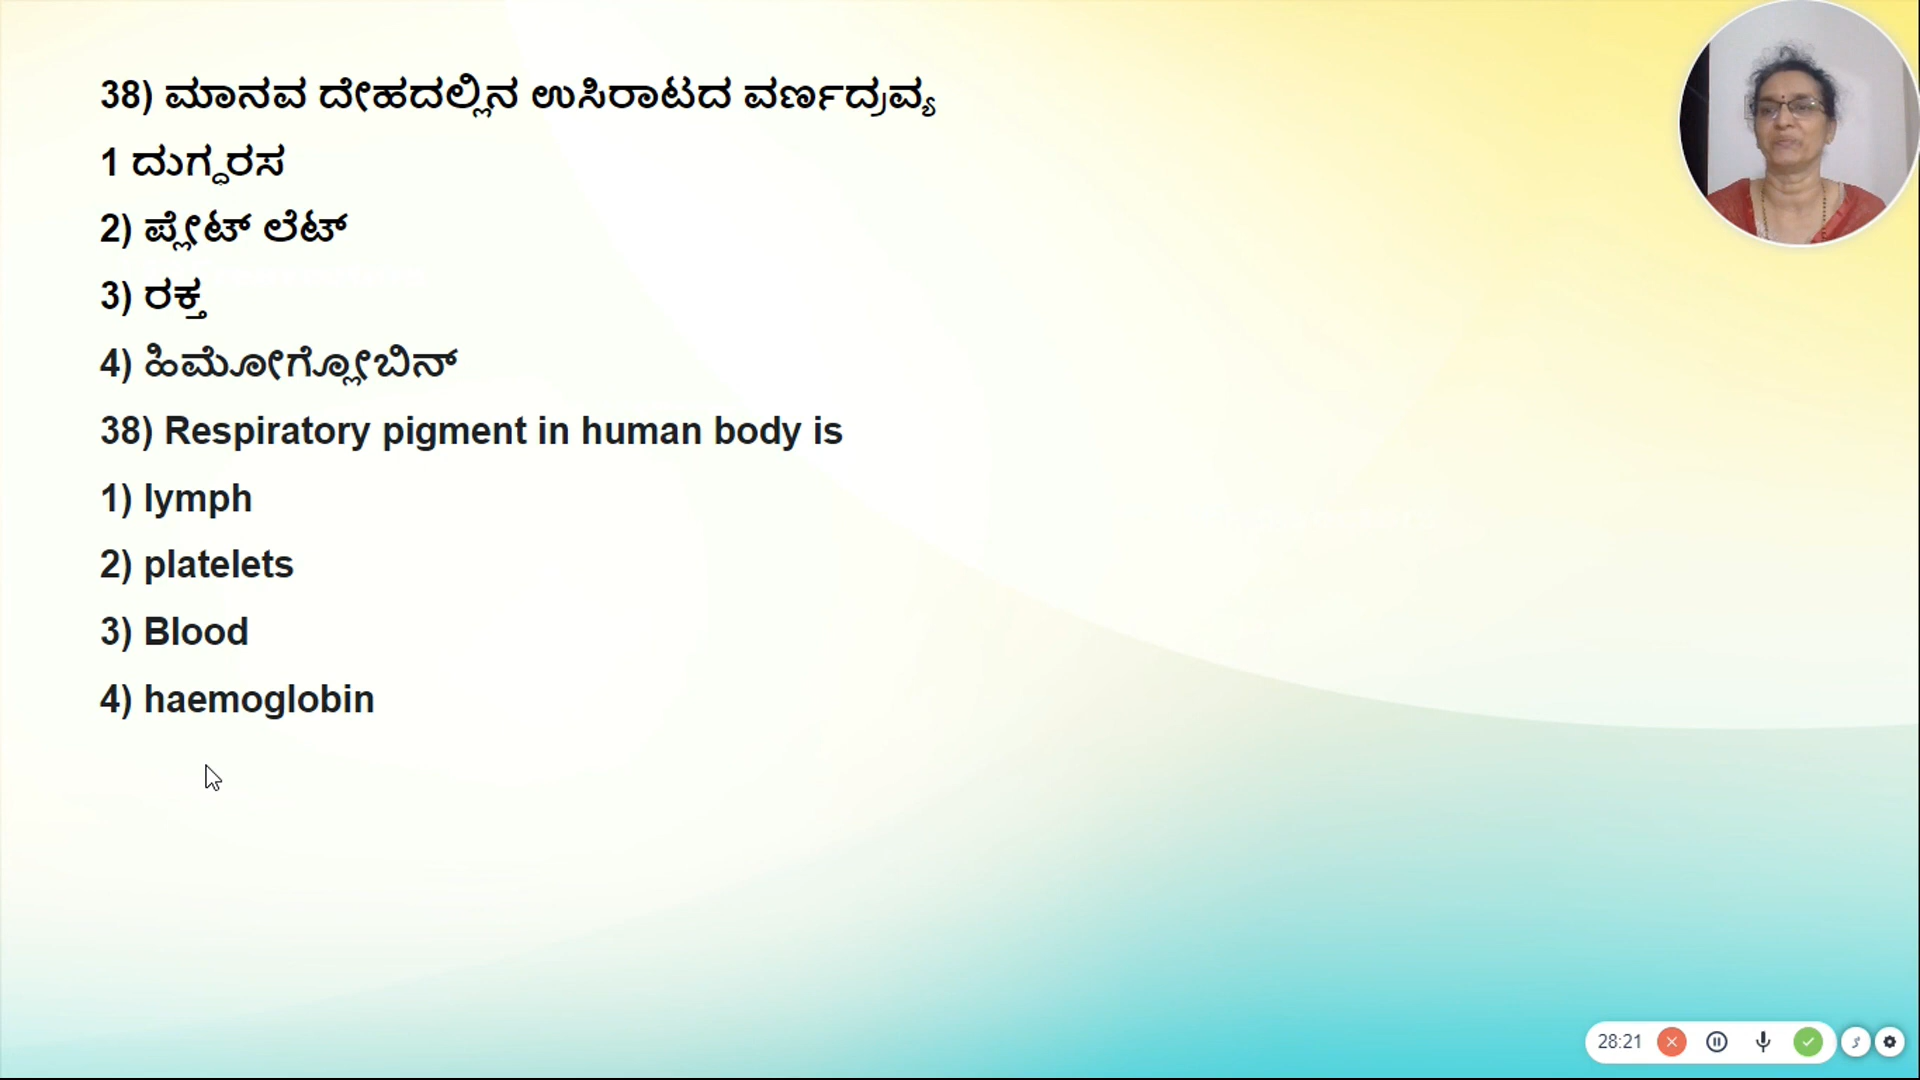 38) ಮಾನವ ದೇಹದಲ್ಲಿನ ಉಸಿರಾಟದ ವರ್ಣದ್ರವ್ಯ
1 ದುಗ್ಧರಸ
2) ಪ್ಲೇಟ್ ಲೆಟ್
3) ರಕ್ತ
4) ಹಿಮೋಗ್ಲೋಬಿನ್
38) Respiratory pigment in human body is
1) lymph
2) platelets
3) Blood
4) haemoglobin
28:21